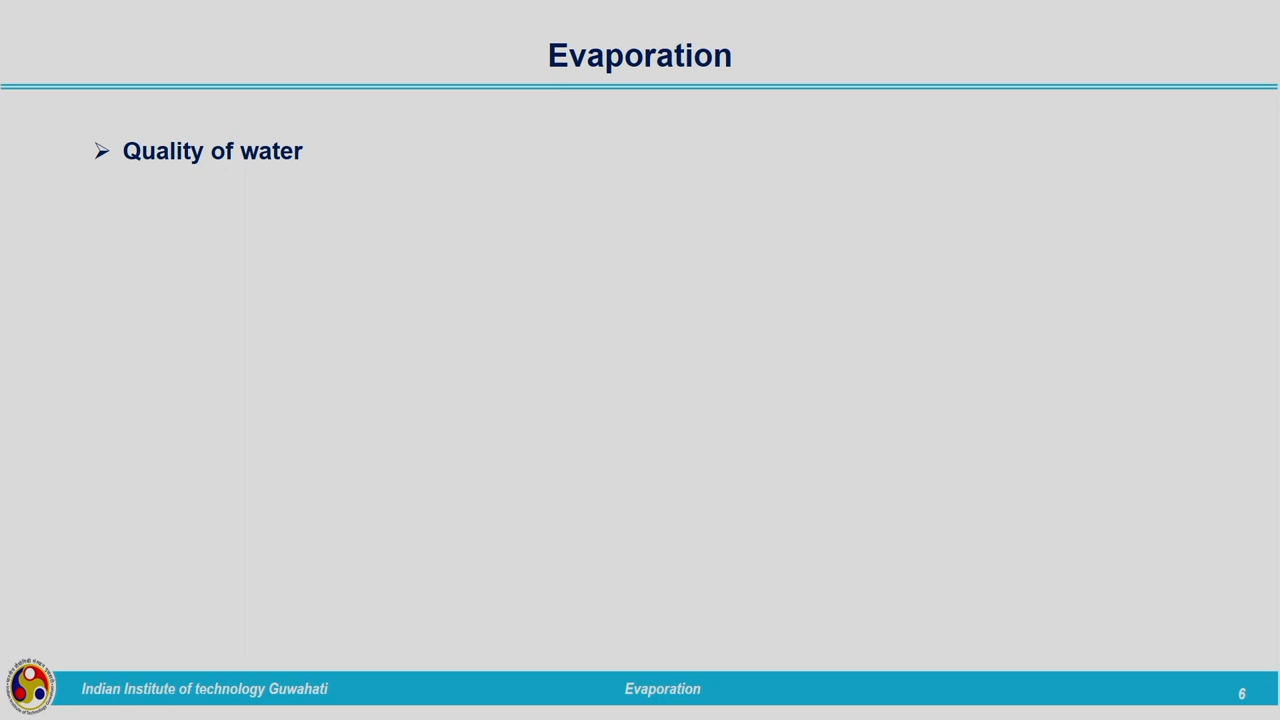 Evaporation
➢ Quality of water
Indian Institute of technology Guwahati
Evaporation
6